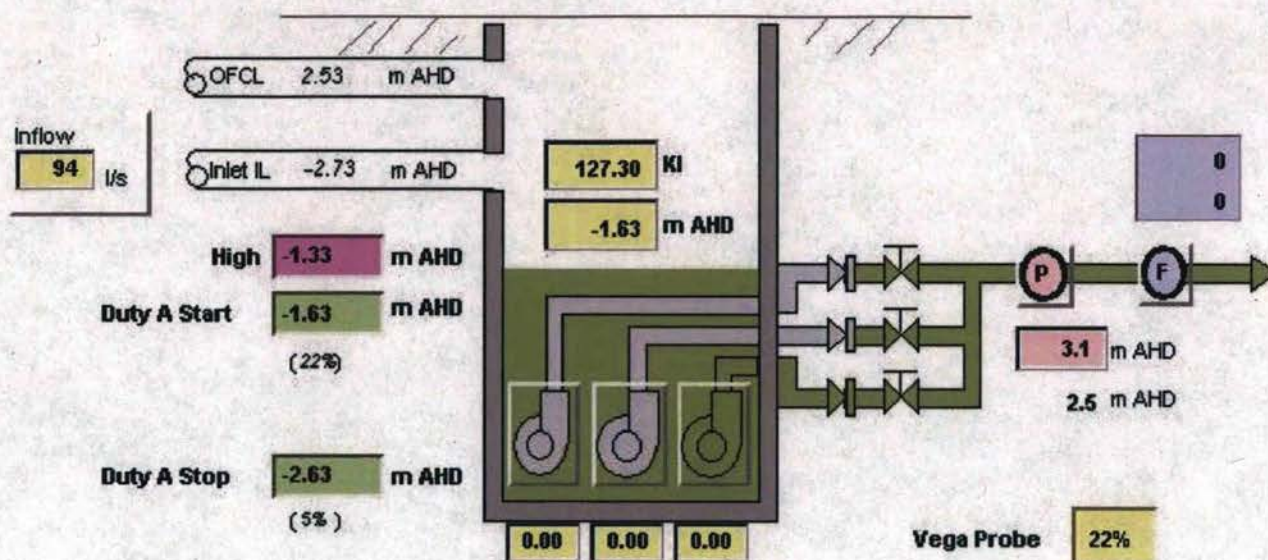 OFCL 2.53 m AHD
Inflow
94 l/s
Inlet IL -2.73 m AHD
127.30 Kl
-1.63 m AHD
0
0
High -1.33 m AHD
Duty A Start -1.63 m AHD
(22%)
P
F
3.1 m AHD
2.5 m AHD
Duty A Stop -2.63 m AHD
(5%)
0.00 0.00 0.00
Vega Probe 22%